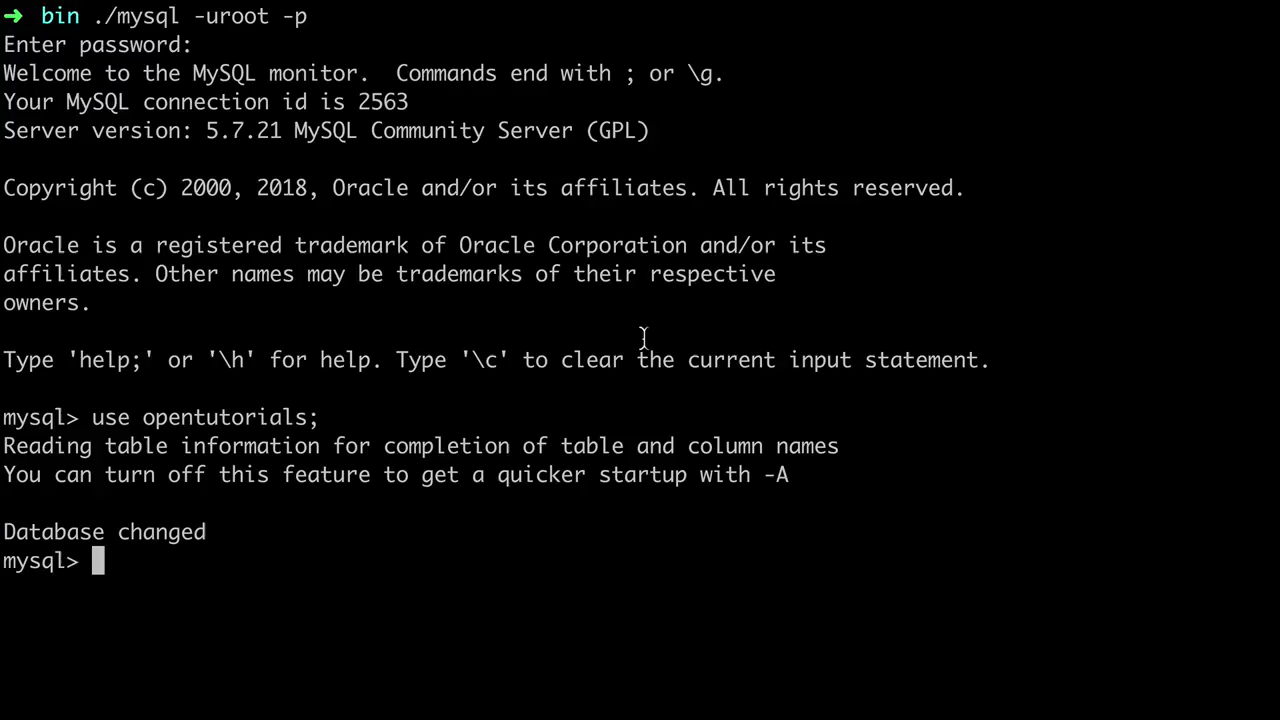 ➜ bin ./mysql -uroot -p
Enter password:
Welcome to the MySQL monitor.  Commands end with ; or \g.
Your MySQL connection id is 2563
Server version: 5.7.21 MySQL Community Server (GPL)
Copyright (c) 2000, 2018, Oracle and/or its affiliates. All rights reserved.
Oracle is a registered trademark of Oracle Corporation and/or its
affiliates. Other names may be trademarks of their respective
owners.
Type 'help;' or '\h' for help. Type '\c' to clear the current input statement.
mysql> use opentutorials;
Reading table information for completion of table and column names
You can turn off this feature to get a quicker startup with -A
Database changed
mysql>